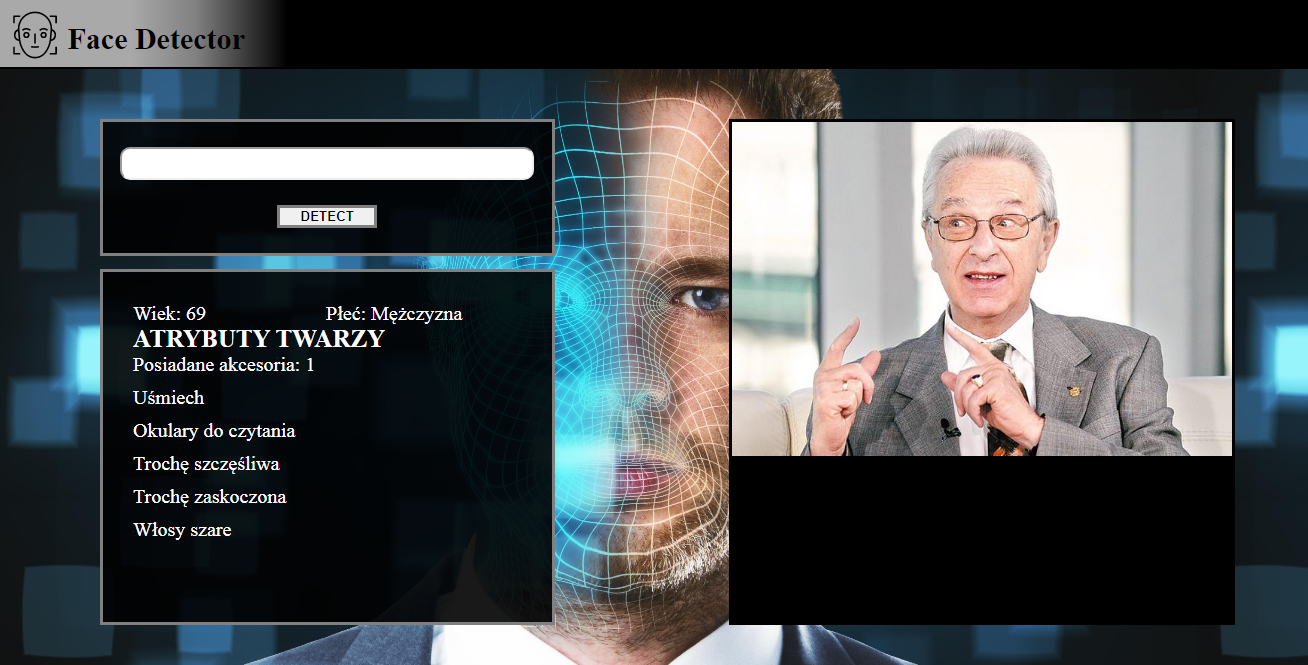 Face Detector
DETECT
Wiek: 69 Płeć: Mężczyzna
ATRYBUTY TWARZY
Posiadane akcesoria: 1
Uśmiech
Okulary do czytania
Trochę szczęśliwa
Trochę zaskoczona
Włosy szare